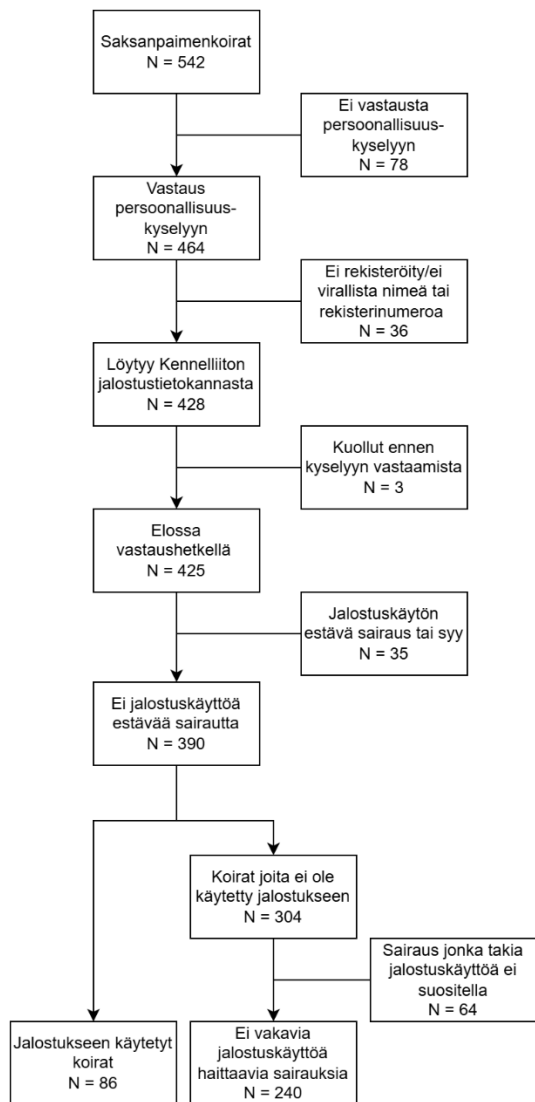 Saksanpaimenkoirat
N = 542
Ei vastausta
persoonallisuus-
kyselyyn
N = 78
Vastaus
persoonallisuus-
kyselyyn
N = 464
Ei rekisteröity/ei
virallista nimeä tai
rekisterinumeroa
N = 36
Löytyy Kennelliiton
jalostustietokannasta
N = 428
Kuollut ennen
kyselyyn vastaamista
N = 3
Elossa
vastaushetkellä
N = 425
Jalostuskäytön
estävä sairaus tai syy
N = 35
Ei jalostuskäyttöä
estävää sairautta
N = 390
Koirat joita ei ole
käytetty jalostukseen
N = 304
Sairaus jonka takia
jalostuskäyttöä ei
suositella
N = 64
Jalostukseen käytetyt
koirat
N = 86
Ei vakavia
jalostuskäyttöä
haittaavia sairauksia
N = 240